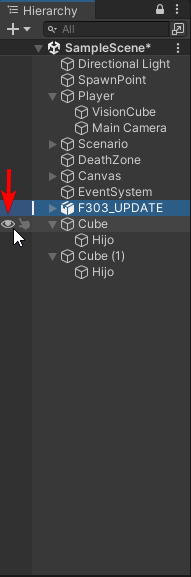 Hierarchy
All
SampleScene*
Directional Light
SpawnPoint
Player
VisionCube
Main Camera
Scenario
DeathZone
Canvas
EventSystem
F303_UPDATE
Cube
Hijo
Cube (1)
Hijo